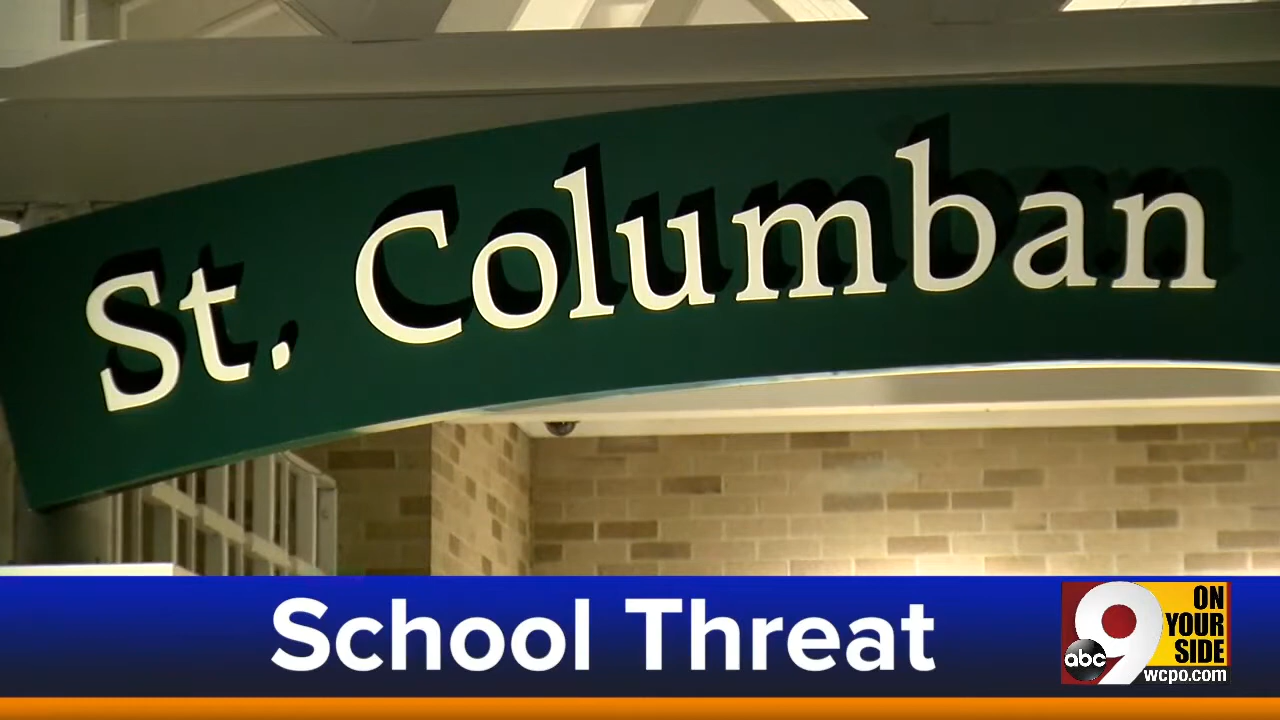 St. Columban
School Threat
abc 9 ON
YOUR
SIDE
wcpo.com